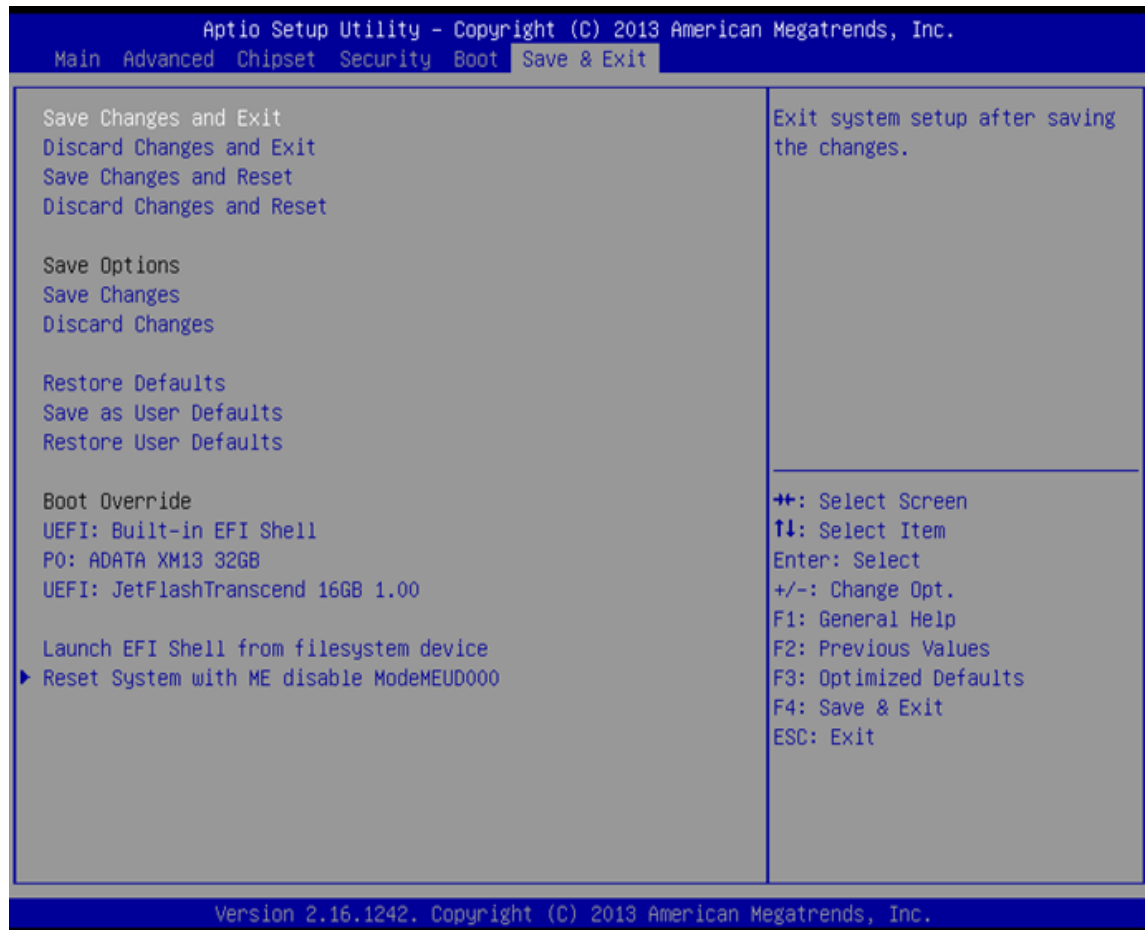 Aptio Setup Utility – Copyright (C) 2013 American Megatrends, Inc.
Main Advanced Chipset Security Boot Save & Exit
Save Changes and Exit
Discard Changes and Exit
Save Changes and Reset
Discard Changes and Reset
Save Options
Save Changes
Discard Changes
Restore Defaults
Save as User Defaults
Restore User Defaults
Boot Override
UEFI: Built-in EFI Shell
PO: ADATA XM13 32GB
UEFI: JetFlashTranscend 16GB 1.00
Launch EFI Shell from filesystem device
Reset System with ME disable ModeMEUD000
Exit system setup after saving
the changes.
→←: Select Screen
↑↓: Select Item
Enter: Select
+/-: Change Opt.
F1: General Help
F2: Previous Values
F3: Optimized Defaults
F4: Save & Exit
ESC: Exit
Version 2.16.1242. Copyright (C) 2013 American Megatrends, Inc.